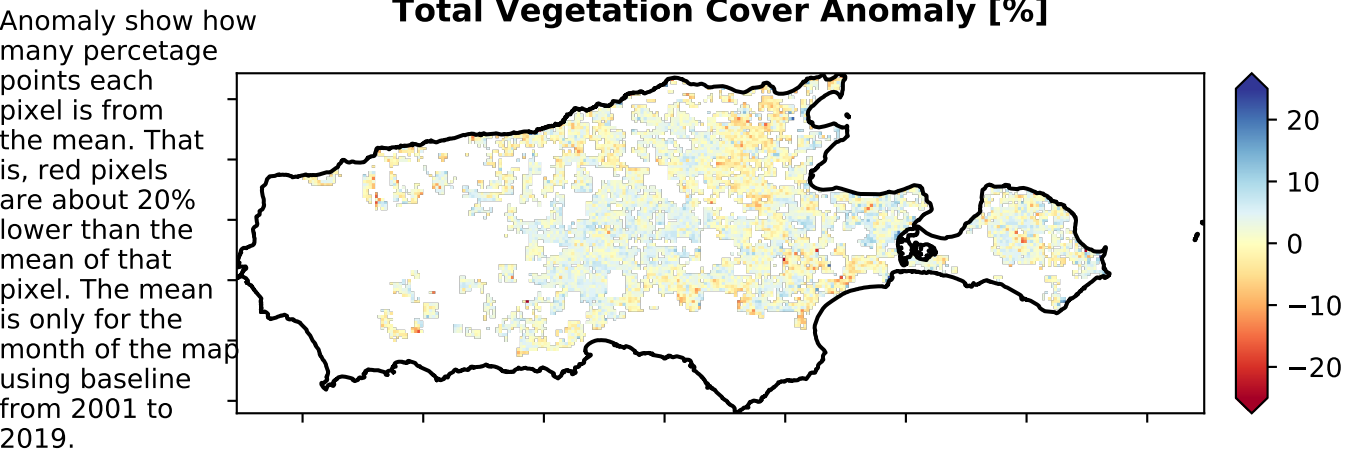 Total Vegetation Cover Anomaly [%]
Anomaly show how
many percetage
points each
pixel is from
the mean. That
is, red pixels
are about 20%
lower than the
mean of that
pixel. The mean
is only for the
month of the map
using baseline
from 2001 to
2019.
20
10
0
−10
−20